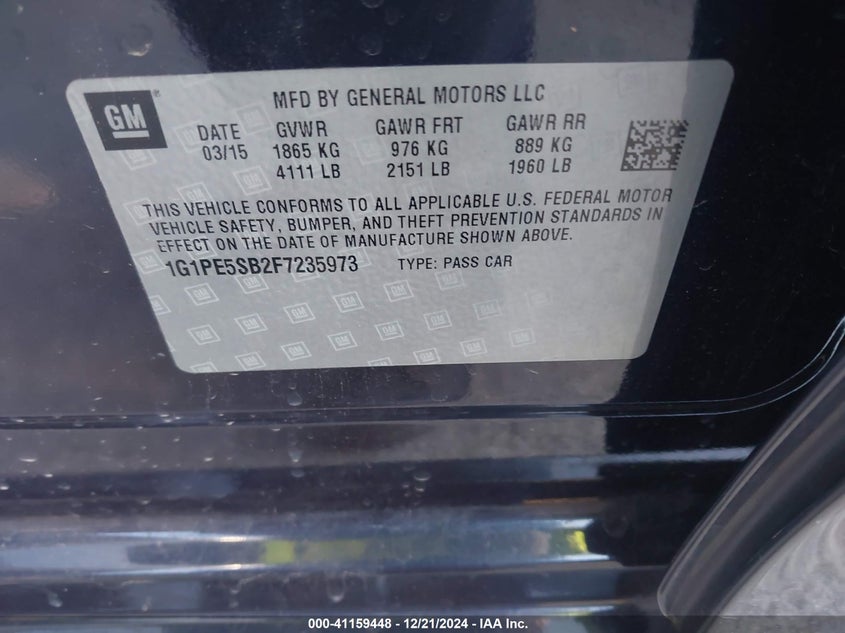 GM
MFD BY GENERAL MOTORS LLC
DATE GVWR GAWR FRT GAWR RR
03/15 1865 KG 976 KG 889 KG
4111 LB 2151 LB 1960 LB
THIS VEHICLE CONFORMS TO ALL APPLICABLE U.S. FEDERAL MOTOR
VEHICLE SAFETY, BUMPER, AND THEFT PREVENTION STANDARDS IN
EFFECT ON THE DATE OF MANUFACTURE SHOWN ABOVE.
1G1PE5SB2F7235973 TYPE: PASS CAR
000-41159448 - 12/21/2024 - IAA Inc.